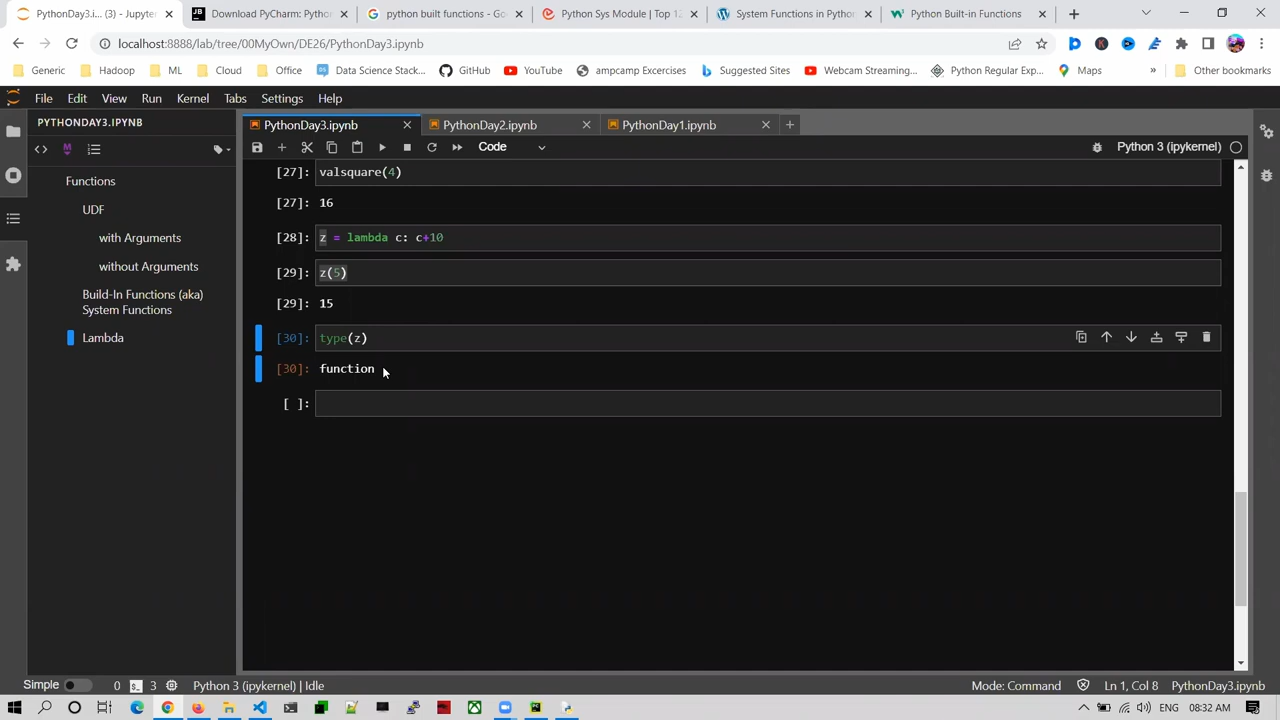 PythonDay3.i... (3) - Jupyter
Download PyCharm: Python
python built functions - Goo
Python Sys Module | Top 12
System Functions in Python
Python Built-in Functions
localhost:8888/lab/tree/00MyOwn/DE26/PythonDay3.ipynb
Generic
Hadoop
ML
Cloud
Office
Data Science Stack...
GitHub
YouTube
ampcamp Excercises
Suggested Sites
Webcam Streaming...
Python Regular Exp...
Maps
»
Other bookmarks
File Edit View Run Kernel Tabs Settings Help
PYTHONDAY3.IPYNB
PythonDay3.ipynb
PythonDay2.ipynb
PythonDay1.ipynb
Code
Python 3 (ipykernel)
Functions
UDF
with Arguments
without Arguments
Build-In Functions (aka)
System Functions
Lambda
[27]: valsquare(4)
[27]: 16
[28]: z = lambda c: c+10
[29]: z(5)
[29]: 15
[30]: type(z)
[30]: function
[ ]:
Simple 0 3 Python 3 (ipykernel) | Idle
Mode: Command Ln 1, Col 8 PythonDay3.ipynb
ENG 08:32 AM